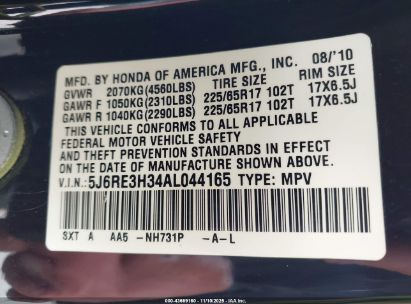 MFD. BY HONDA OF AMERICA MFG., INC. 08/'10
GVWR 2070KG(4560LBS) TIRE SIZE RIM SIZE
GAWR F 1050KG(2310LBS) 225/65R17 102T 17X6.5J
GAWR R 1040KG(2290LBS) 225/65R17 102T 17X6.5J
THIS VEHICLE CONFORMS TO ALL APPLICABLE
FEDERAL MOTOR VEHICLE SAFETY
AND THEFT PREVENTION STANDARDS IN EFFECT ON
THE DATE OF MANUFACTURE SHOWN ABOVE.
V.I.N.: 5J6RE3H34AL044165 TYPE: MPV
SXT A AA5 -NH731P -A-L